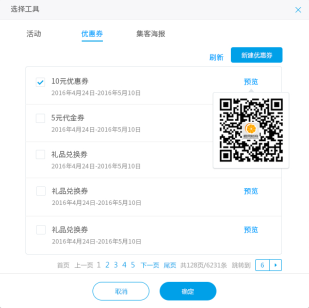 选择工具
活动 优惠券 集客海报
刷新 新建优惠券
10元优惠券 预览
2016年4月24日-2016年5月10日
5元代金券
2016年4月24日-2016年5月10日
礼品兑换券
2016年4月24日-2016年5月10日
礼品兑换券 预览
2016年4月24日-2016年5月10日
礼品兑换券 预览
2016年4月24日-2016年5月10日
首页 上一页 1 2 3 4 5 下一页 尾页 共128页/6231条 跳转到 6
取消 确定